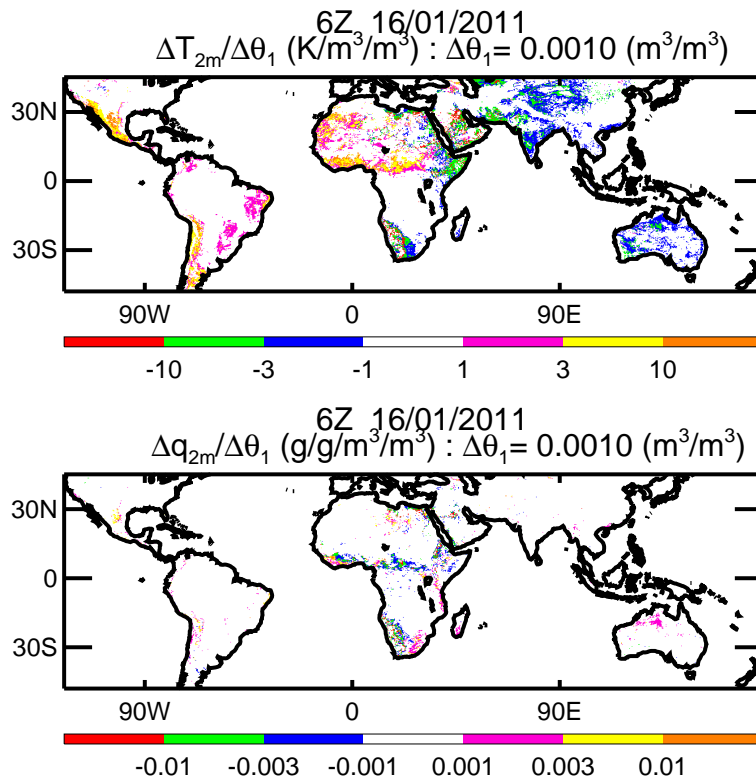 6Z 16/01/2011
ΔT₂ₘ/Δθ₁ (K/m³/m³) : Δθ₁= 0.0010 (m³/m³)
30N
0
30S
90W 0 90E
-10 -3 -1 1 3 10
6Z 16/01/2011
Δq₂ₘ/Δθ₁ (g/g/m³/m³) : Δθ₁= 0.0010 (m³/m³)
30N
0
30S
90W 0 90E
-0.01 -0.003 -0.001 0.001 0.003 0.01